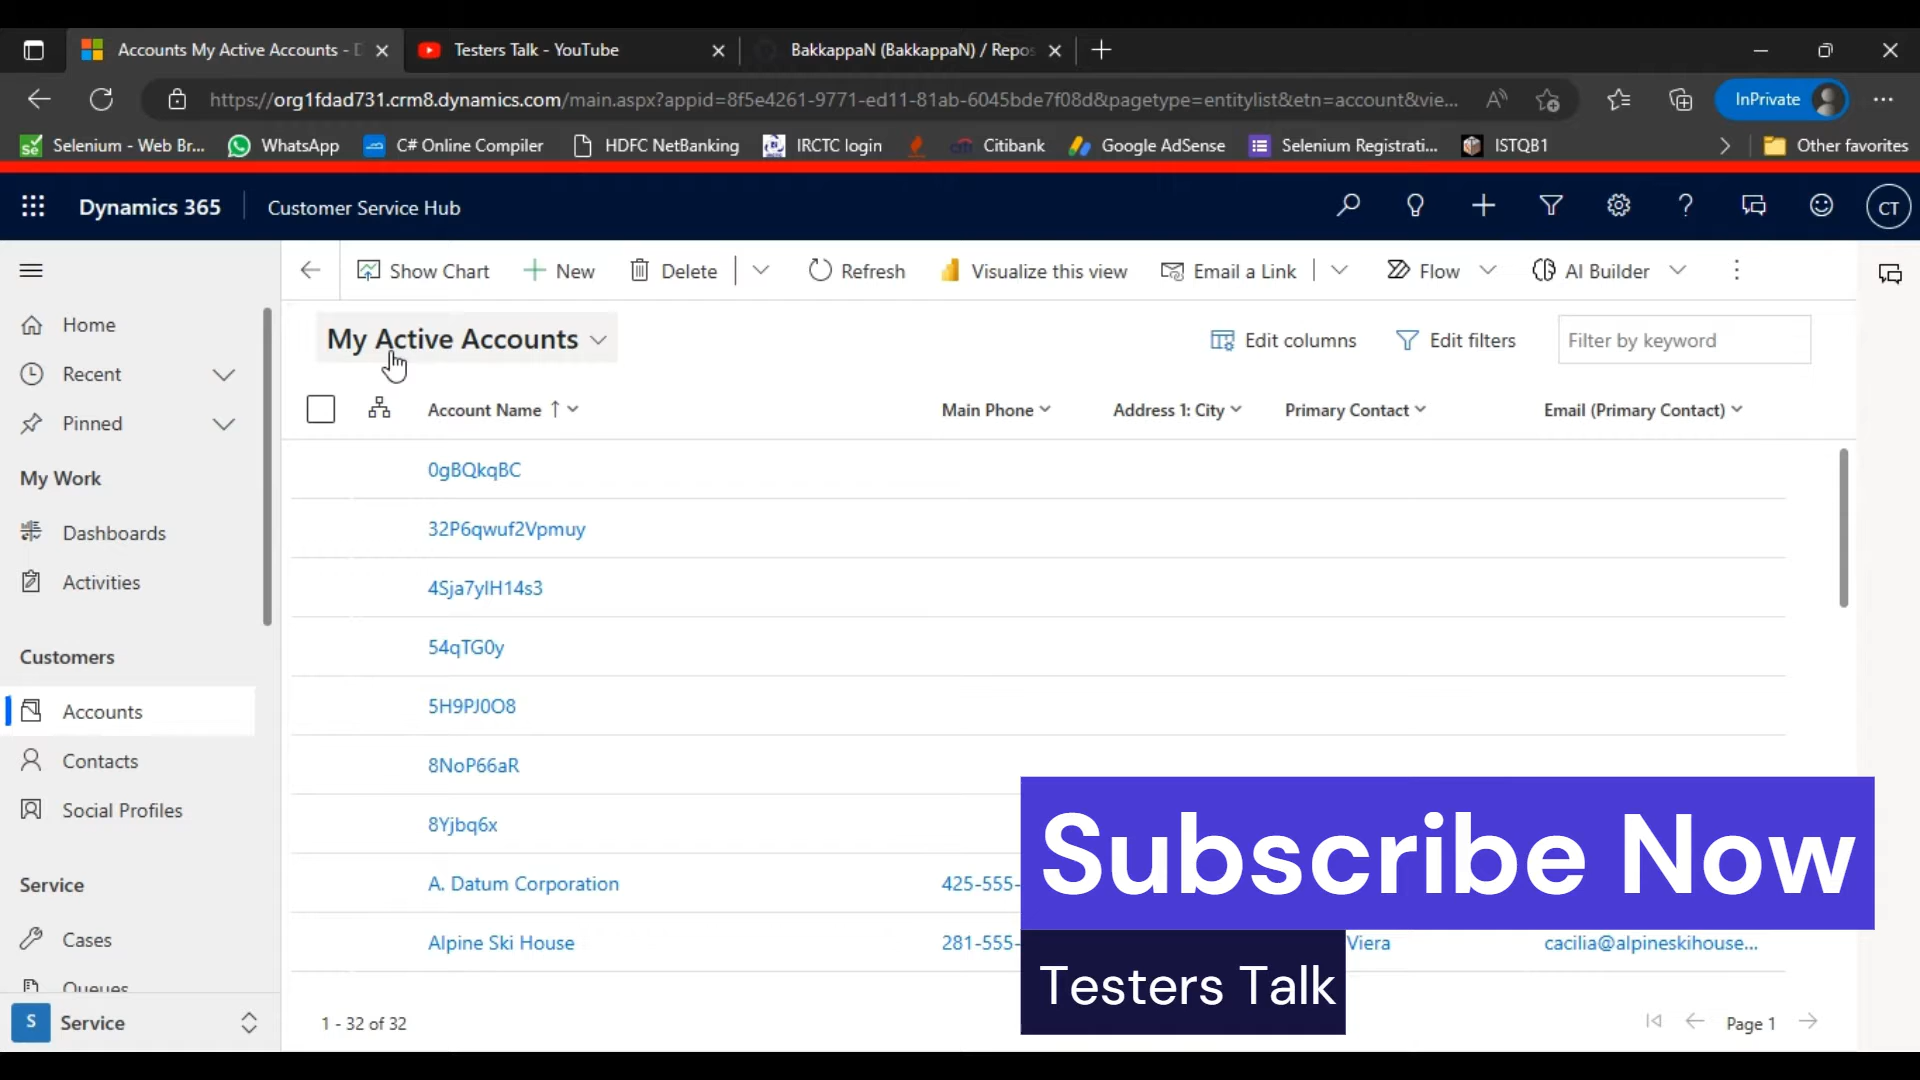 Accounts My Active Accounts - D
Testers Talk - YouTube
BakkappaN (BakkappaN) / Repos
https://org1fdad731.crm8.dynamics.com/main.aspx?appid=8f5e4261-9771-ed11-81ab-6045bde7f08d&pagetype=entitylist&etn=account&vie...
InPrivate
Selenium - Web Br...
WhatsApp
C# Online Compiler
HDFC NetBanking
IRCTC login
Citibank
Google AdSense
Selenium Registrati...
ISTQB1
Other favorites
Dynamics 365
Customer Service Hub
CT
Show Chart
New
Delete
Refresh
Visualize this view
Email a Link
Flow
AI Builder
Home
Recent
Pinned
My Work
Dashboards
Activities
Customers
Accounts
Contacts
Social Profiles
Service
Cases
Queues
S Service
My Active Accounts
Edit columns
Edit filters
Filter by keyword
Account Name
Main Phone
Address 1: City
Primary Contact
Email (Primary Contact)
0gBQkqBC
32P6qwuf2Vpmuy
4Sja7ylH14s3
54qTG0y
5H9PJ0O8
8NoP66aR
8Yjbq6x
A. Datum Corporation 425-555-
Alpine Ski House 281-555- Viera cacilia@alpineskihouse...
Subscribe Now
Testers Talk
1 - 32 of 32
Page 1